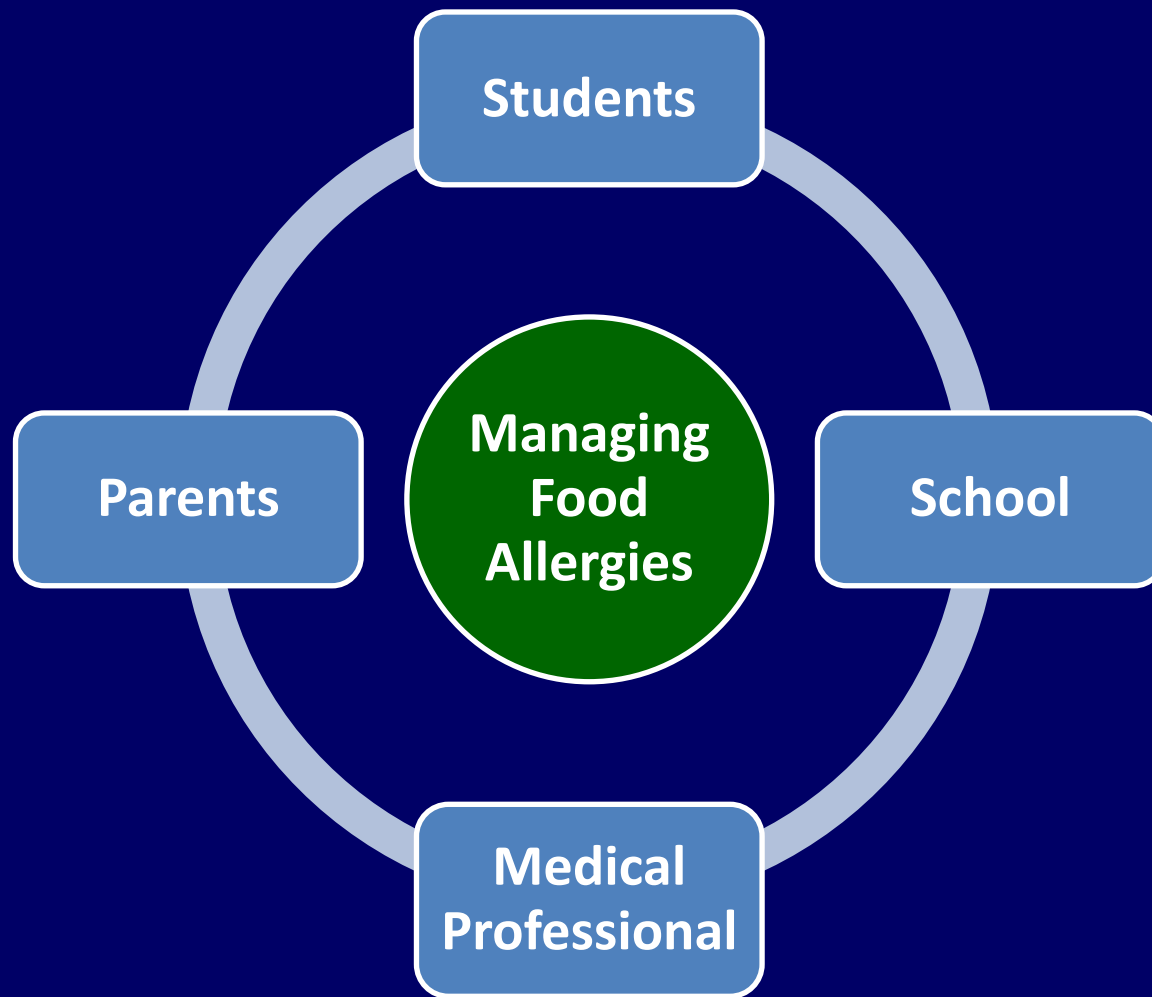 Students
Parents
Managing
Food
Allergies
School
Medical
Professional